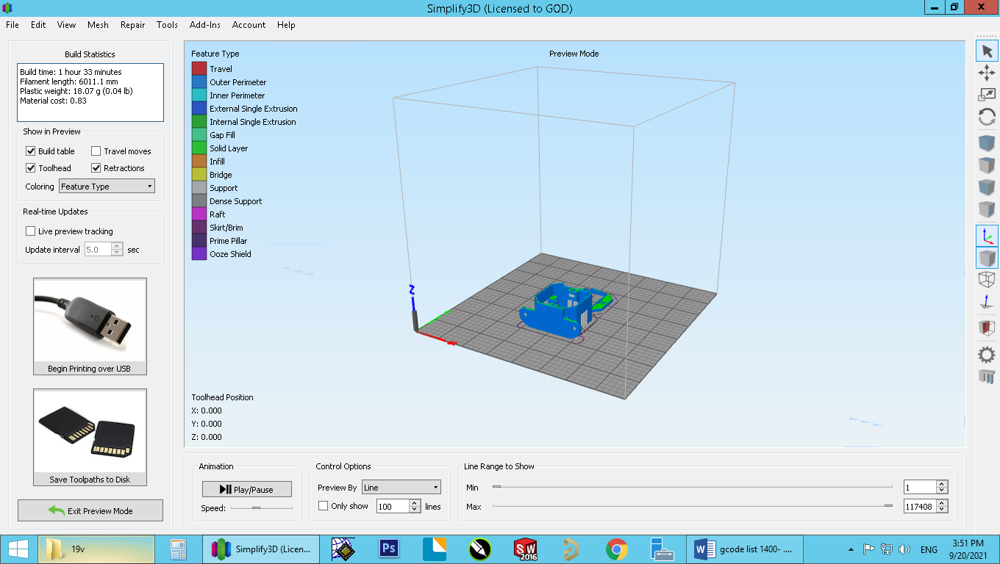 Simplify3D (Licensed to GOD)
File Edit View Mesh Repair Tools Add-Ins Account Help
Build Statistics
Build time: 1 hour 33 minutes
Filament length: 6011.1 mm
Plastic weight: 18.07 g (0.04 lb)
Material cost: 0.83
Show in Preview
Build table Travel moves
Toolhead Retractions
Coloring Feature Type
Real-time Updates
Live preview tracking
Update interval 5.0 sec
Begin Printing over USB
Save Toolpaths to Disk
Exit Preview Mode
Feature Type
Travel
Outer Perimeter
Inner Perimeter
External Single Extrusion
Internal Single Extrusion
Gap Fill
Solid Layer
Infill
Bridge
Support
Dense Support
Raft
Skirt/Brim
Prime Pillar
Ooze Shield
Preview Mode
Z
Toolhead Position
X: 0.000
Y: 0.000
Z: 0.000
Animation
Play/Pause
Speed:
Control Options
Preview By Line
Only show 100 lines
Line Range to Show
Min 1
Max 117408
19v
Simplify3D (Licen...
Ps
SW
2016
gcode list 1400- ....
ENG
3:51 PM
9/20/2021